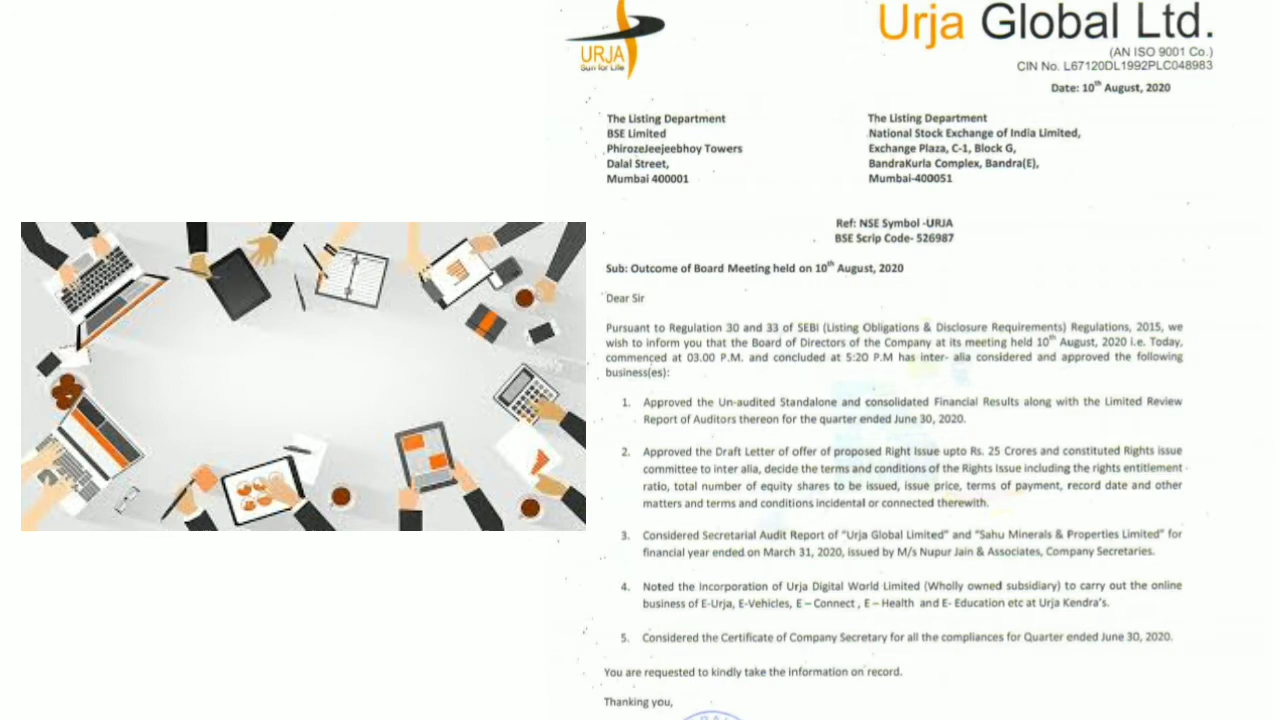 URJA
Sun for Life
Urja Global Ltd.
(AN ISO 9001 Co.)
CIN No. L67120DL1992PLC048983
Date: 10th August, 2020
The Listing Department
BSE Limited
PhirozeJeejeebhoy Towers
Dalal Street,
Mumbai 400001
The Listing Department
National Stock Exchange of India Limited,
Exchange Plaza, C-1, Block G,
BandraKurla Complex, Bandra(E),
Mumbai-400051
Ref: NSE Symbol -URJA
BSE Scrip Code- 526987
Sub: Outcome of Board Meeting held on 10th August, 2020
Dear Sir
Pursuant to Regulation 30 and 33 of SEBI (Listing Obligations & Disclosure Requirements) Regulations, 2015, we
wish to inform you that the Board of Directors of the Company at its meeting held 10th August, 2020 i.e. Today,
commenced at 03.00 P.M. and concluded at 5:20 P.M has inter- alia considered and approved the following
business(es):
1. Approved the Un-audited Standalone and consolidated Financial Results along with the Limited Review
Report of Auditors thereon for the quarter ended June 30, 2020.
2. Approved the Draft Letter of offer of proposed Right Issue upto Rs. 25 Crores and constituted Rights issue
committee to inter alia, decide the terms and conditions of the Rights Issue including the rights entitlement
ratio, total number of equity shares to be issued, issue price, terms of payment, record date and other
matters and terms and conditions incidental or connected therewith.
3. Considered Secretarial Audit Report of "Urja Global Limited" and "Sahu Minerals & Properties Limited" for
financial year ended on March 31, 2020, issued by M/s Nupur Jain & Associates, Company Secretaries.
4. Noted the Incorporation of Urja Digital World Limited (Wholly owned subsidiary) to carry out the online
business of E-Urja, E-Vehicles, E – Connect , E – Health and E- Education etc at Urja Kendra's.
5. Considered the Certificate of Company Secretary for all the compliances for Quarter ended June 30, 2020.
You are requested to kindly take the information on record.
Thanking you,